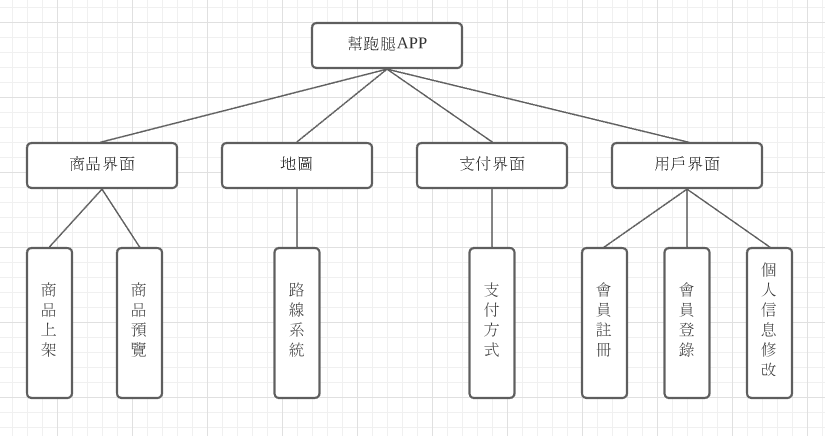 幫跑腿APP
商品界面
地圖
支付界面
用戶界面
商品上架
商品預覽
路線系統
支付方式
會員註冊
會員登錄
個人信息修改